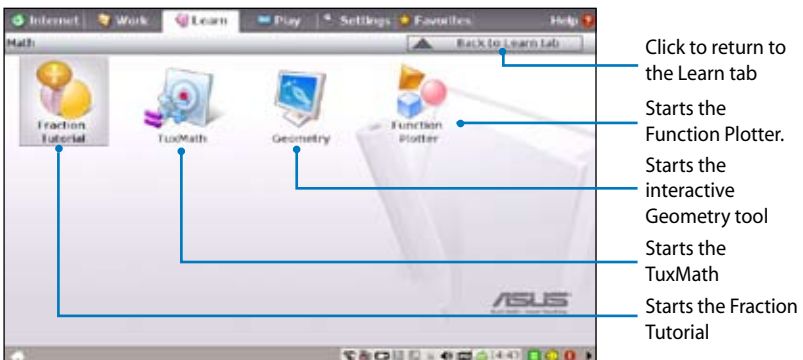 Internet Work Learn Play Settings Favorites Help
Math Back to Learn tab
Fraction Tutorial
TuxMath
Geometry
Function Plotter
ASUS
14:47
Click to return to
the Learn tab
Starts the
Function Plotter.
Starts the
interactive
Geometry tool
Starts the
TuxMath
Starts the Fraction
Tutorial